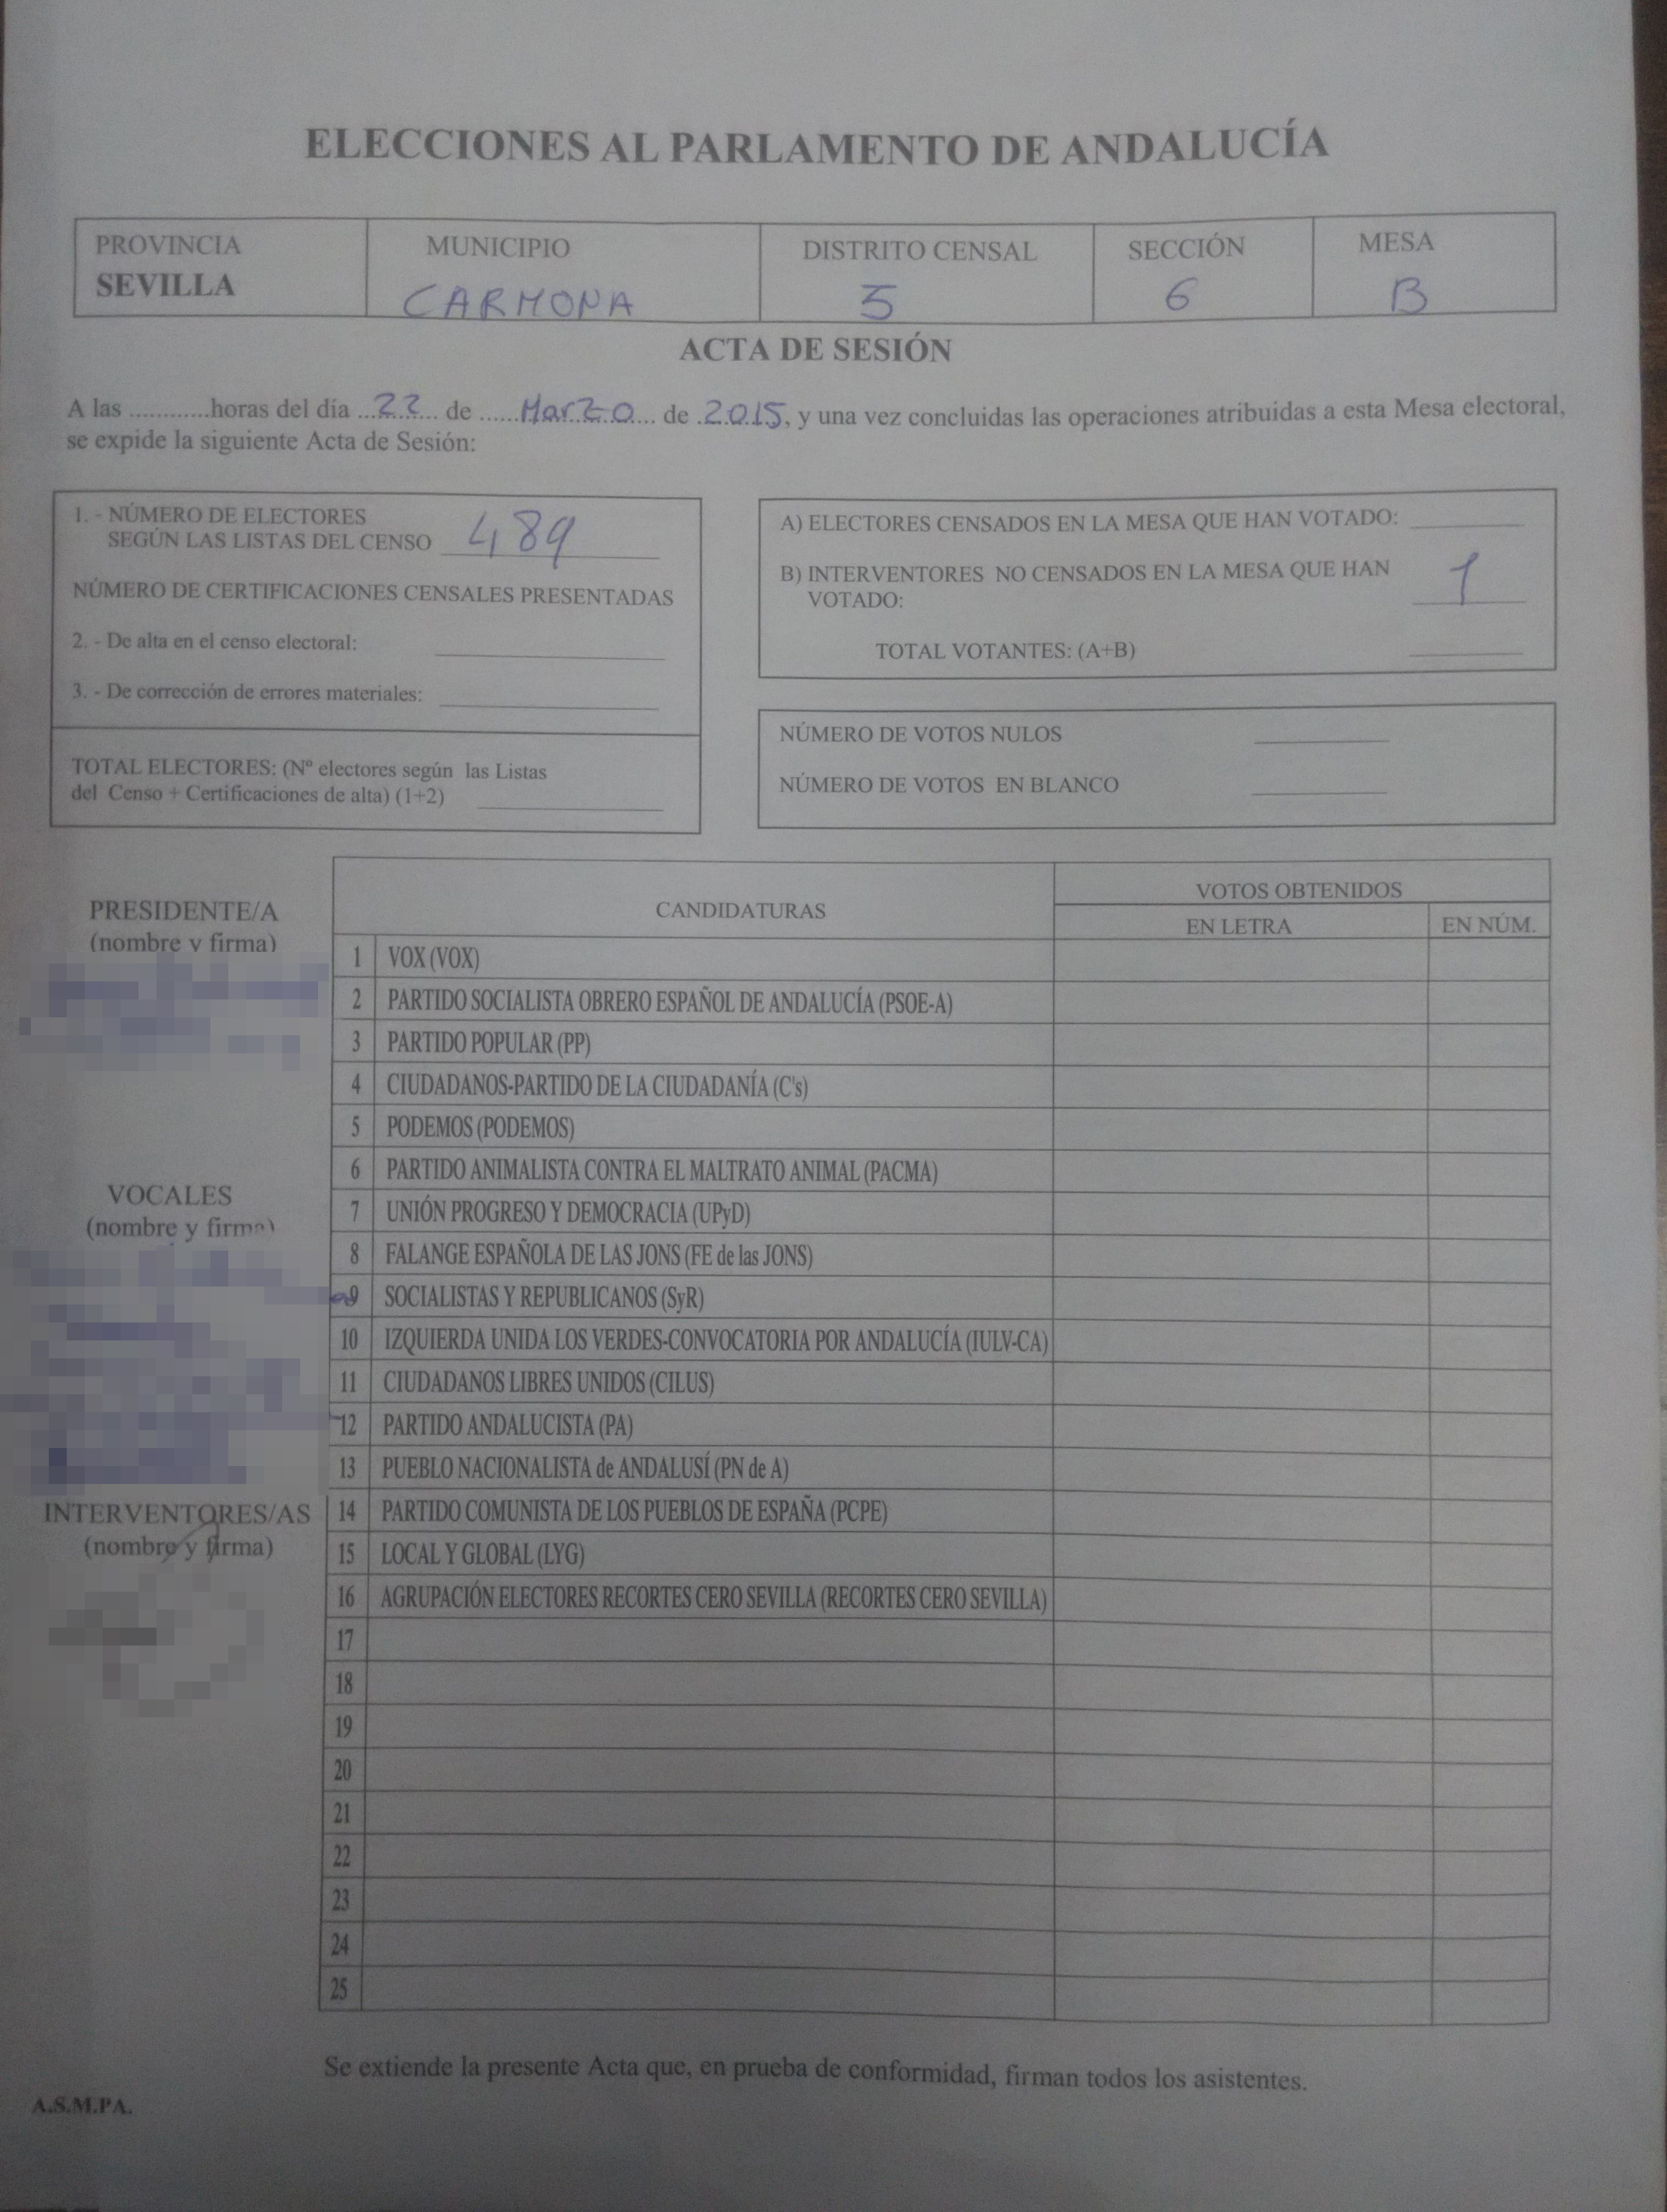 ELECCIONES AL PARLAMENTO DE ANDALUCÍA
PROVINCIA MUNICIPIO DISTRITO CENSAL SECCIÓN MESA
SEVILLA CARMONA 5 6 B
ACTA DE SESIÓN
A las ............horas del día ...22... de ......Marzo.... de .2015, y una vez concluidas las operaciones atribuidas a esta Mesa electoral,
se expide la siguiente Acta de Sesión:
1. - NÚMERO DE ELECTORES
SEGÚN LAS LISTAS DEL CENSO 489
NÚMERO DE CERTIFICACIONES CENSALES PRESENTADAS
2. - De alta en el censo electoral:
3. - De corrección de errores materiales:
TOTAL ELECTORES: (Nº electores según las Listas
del Censo + Certificaciones de alta) (1+2)
A) ELECTORES CENSADOS EN LA MESA QUE HAN VOTADO:
B) INTERVENTORES NO CENSADOS EN LA MESA QUE HAN
VOTADO: 1
TOTAL VOTANTES: (A+B)
NÚMERO DE VOTOS NULOS
NÚMERO DE VOTOS EN BLANCO
PRESIDENTE/A
(nombre y firma)
VOCALES
(nombre y firma)
INTERVENTORES/AS
(nombre y firma)
CANDIDATURAS VOTOS OBTENIDOS
EN LETRA EN NÚM.
1 VOX (VOX)
2 PARTIDO SOCIALISTA OBRERO ESPAÑOL DE ANDALUCÍA (PSOE-A)
3 PARTIDO POPULAR (PP)
4 CIUDADANOS-PARTIDO DE LA CIUDADANÍA (C's)
5 PODEMOS (PODEMOS)
6 PARTIDO ANIMALISTA CONTRA EL MALTRATO ANIMAL (PACMA)
7 UNIÓN PROGRESO Y DEMOCRACIA (UPyD)
8 FALANGE ESPAÑOLA DE LAS JONS (FE de las JONS)
9 SOCIALISTAS Y REPUBLICANOS (SyR)
10 IZQUIERDA UNIDA LOS VERDES-CONVOCATORIA POR ANDALUCÍA (IULV-CA)
11 CIUDADANOS LIBRES UNIDOS (CILUS)
12 PARTIDO ANDALUCISTA (PA)
13 PUEBLO NACIONALISTA de ANDALUSÍ (PN de A)
14 PARTIDO COMUNISTA DE LOS PUEBLOS DE ESPAÑA (PCPE)
15 LOCAL Y GLOBAL (LYG)
16 AGRUPACIÓN ELECTORES RECORTES CERO SEVILLA (RECORTES CERO SEVILLA)
17
18
19
20
21
22
23
24
25
Se extiende la presente Acta que, en prueba de conformidad, firman todos los asistentes.
A.S.M.PA.